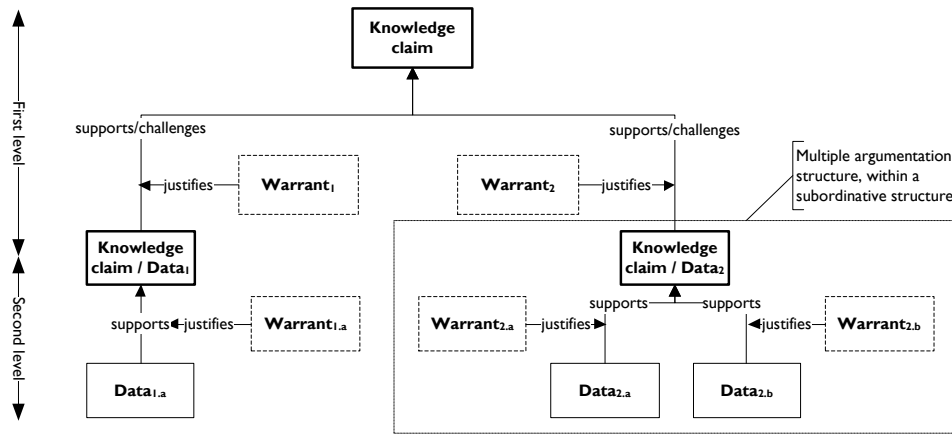 Knowledge
claim
First level
supports/challenges
supports/challenges
justifies
Warrant₁
Warrant₂
justifies
Multiple argumentation
structure, within a
subordinative structure
Knowledge
claim / Data₁
Knowledge
claim / Data₂
Second level
supports
justifies
Warrant₁.ₐ
supports
supports
Warrant₂.ₐ
justifies
justifies
Warrant2.b
Data₁.ₐ
Data₂.ₐ
Data2.b